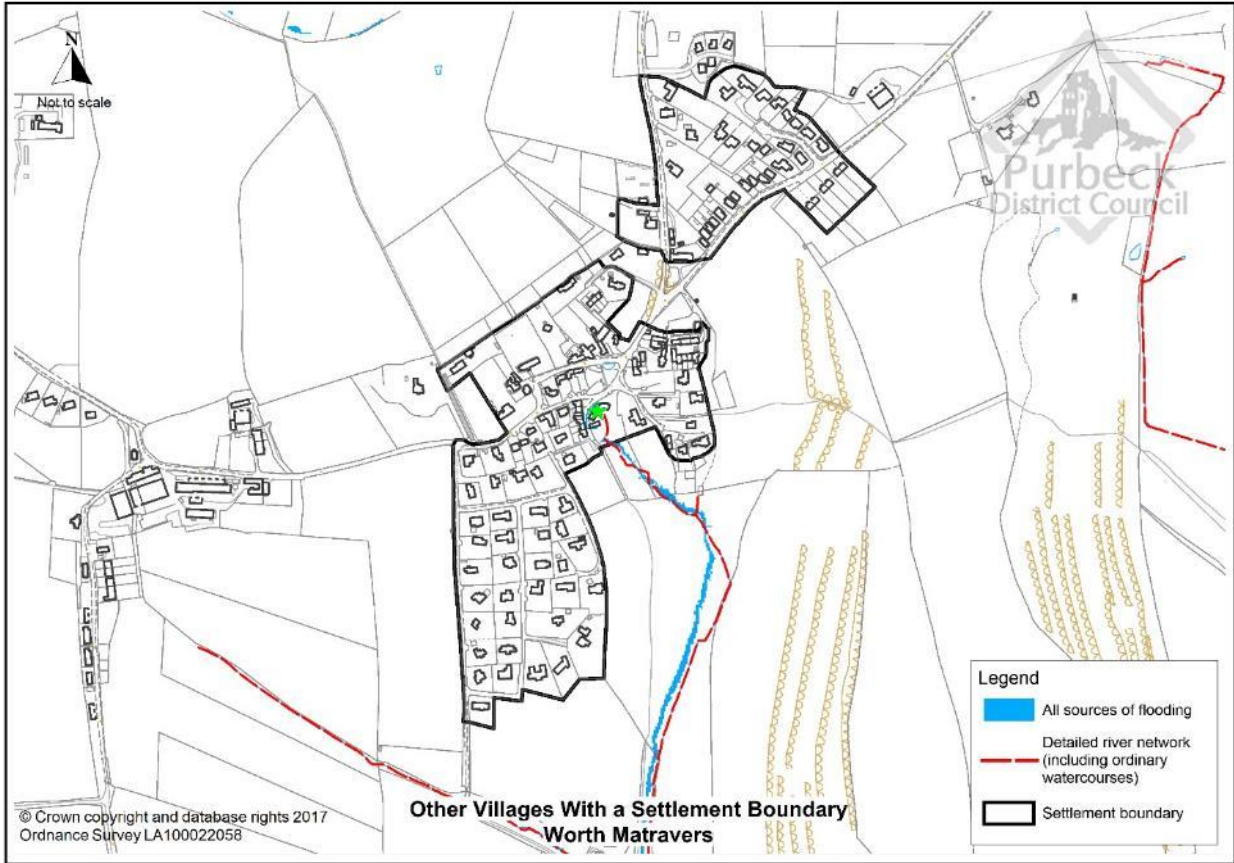 N
Not to scale
Purbeck
District Council
Legend
All sources of flooding
Detailed river network
(including ordinary
watercourses)
Settlement boundary
Other Villages With a Settlement Boundary
Worth Matravers
© Crown copyright and database rights 2017
Ordnance Survey LA100022058